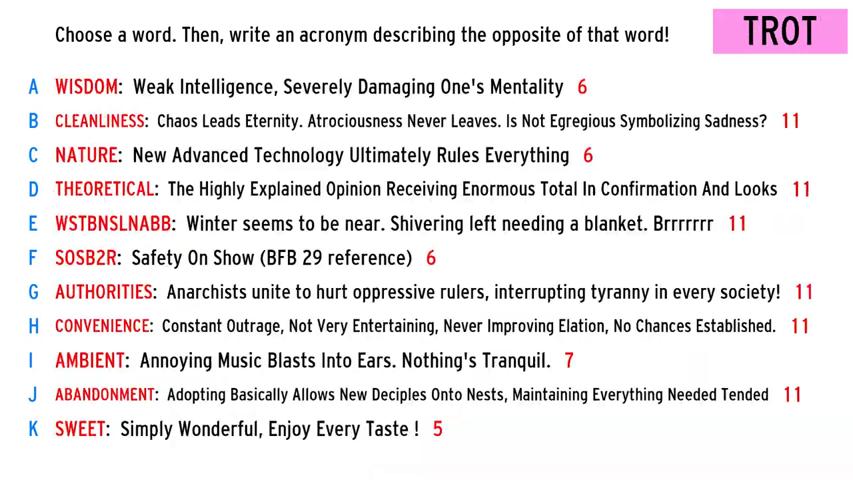 Choose a word. Then, write an acronym describing the opposite of that word!
TROT
A WISDOM: Weak Intelligence, Severely Damaging One's Mentality 6
B CLEANLINESS: Chaos Leads Eternity. Atrociousness Never Leaves. Is Not Egregious Symbolizing Sadness? 11
C NATURE: New Advanced Technology Ultimately Rules Everything 6
D THEORETICAL: The Highly Explained Opinion Receiving Enormous Total In Confirmation And Looks 11
E WSTBNSLNABB: Winter seems to be near. Shivering left needing a blanket. Brrrrrrr 11
F SOSB2R: Safety On Show (BFB 29 reference) 6
G AUTHORITIES: Anarchists unite to hurt oppressive rulers, interrupting tyranny in every society! 11
H CONVENIENCE: Constant Outrage, Not Very Entertaining, Never Improving Elation, No Chances Established. 11
I AMBIENT: Annoying Music Blasts Into Ears. Nothing's Tranquil. 7
J ABANDONMENT: Adopting Basically Allows New Deciples Onto Nests, Maintaining Everything Needed Tended 11
K SWEET: Simply Wonderful, Enjoy Every Taste ! 5